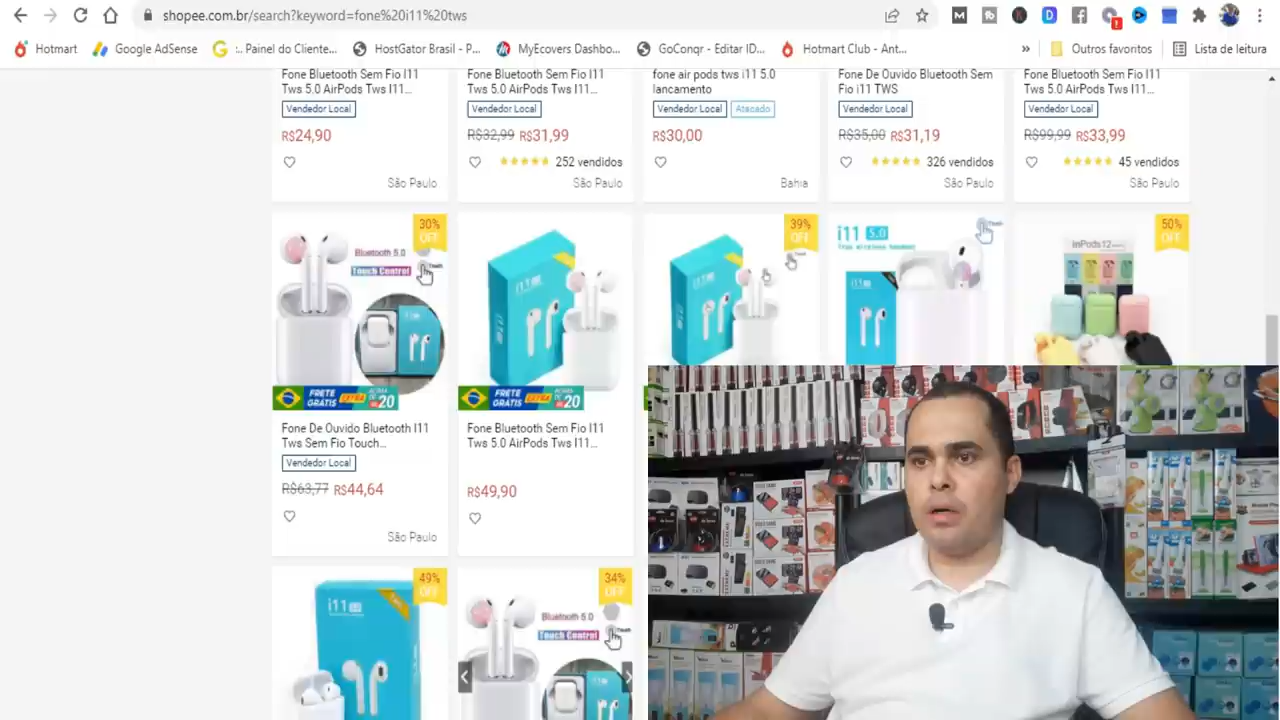 shopee.com.br/search?keyword=fone%20i11%20tws
Hotmart
Google AdSense
:. Painel do Cliente...
HostGator Brasil - P...
MyEcovers Dashbo...
GoConqr - Editar ID...
Hotmart Club - Ant...
»
Outros favoritos
Lista de leitura
Fone Bluetooth Sem Fio I11
Tws 5.0 AirPods Tws I11...
Vendedor Local
R$24,90
São Paulo
Fone Bluetooth Sem Fio I11
Tws 5.0 AirPods Tws I11...
Vendedor Local
R$32,99 R$31,99
252 vendidos
São Paulo
fone air pods tws i11 5.0
lancamento
Vendedor Local Atacado
R$30,00
Bahia
Fone De Ouvido Bluetooth Sem
Fio i11 TWS
Vendedor Local
R$35,00 R$31,19
326 vendidos
São Paulo
Fone Bluetooth Sem Fio I11
Tws 5.0 AirPods Tws I11...
Vendedor Local
R$99,99 R$33,99
45 vendidos
São Paulo
30%
OFF
Bluetooth 5.0
Touch Control
FRETE
GRÁTIS
EXTRA
20
Fone De Ouvido Bluetooth I11
Tws Sem Fio Touch...
Vendedor Local
R$63,77 R$44,64
São Paulo
i11
FRETE
GRÁTIS
EXTRA
20
Fone Bluetooth Sem Fio I11
Tws 5.0 AirPods Tws I11...
R$49,90
39%
OFF
i11
i11 5.0
50%
OFF
inPods12
49%
OFF
i11
34%
OFF
Bluetooth 5.0
Touch Control